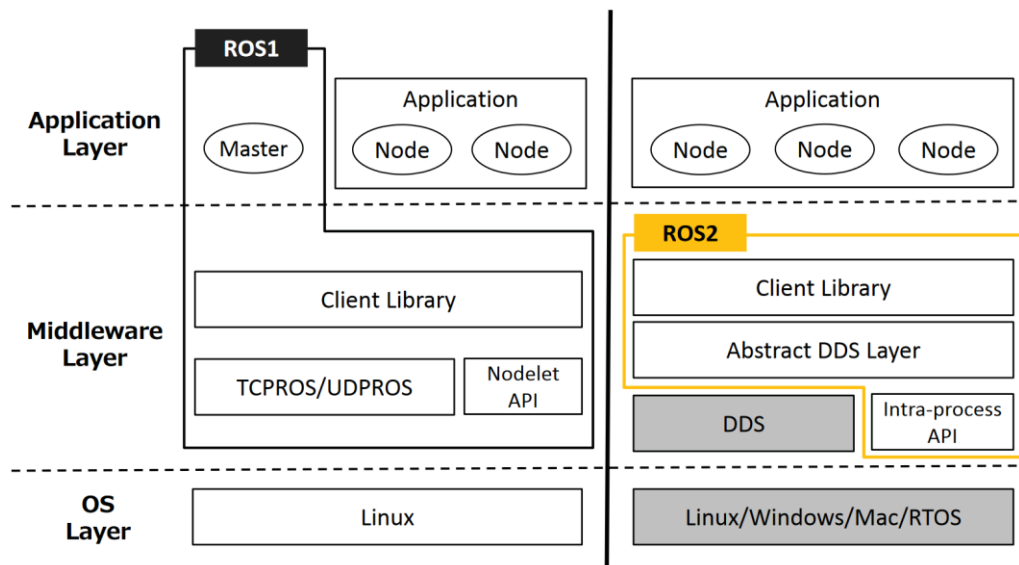 ROS1
Application
Layer
Master
Application
Node
Node
Application
Node
Node
Node
Middleware
Layer
Client Library
TCPROS/UDPROS
Nodelet
API
ROS2
Client Library
Abstract DDS Layer
DDS
Intra-process
API
OS
Layer
Linux
Linux/Windows/Mac/RTOS